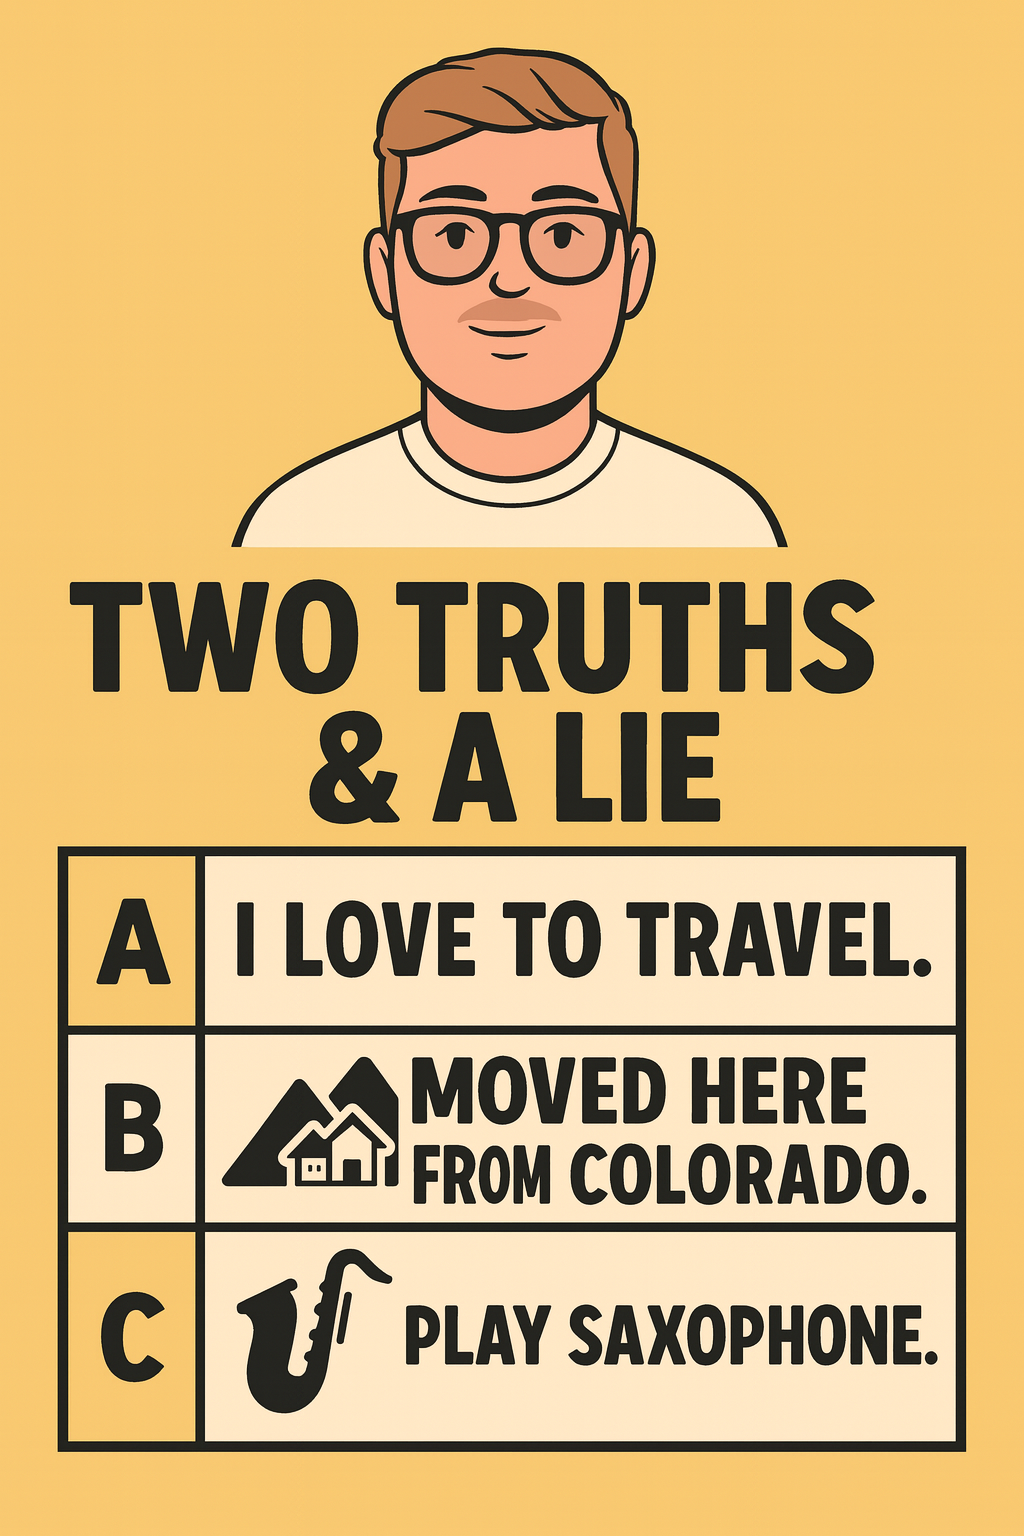 TWO TRUTHS
& A LIE
A
I LOVE TO TRAVEL.
B
MOVED HERE
FROM COLORADO.
C
PLAY SAXOPHONE.